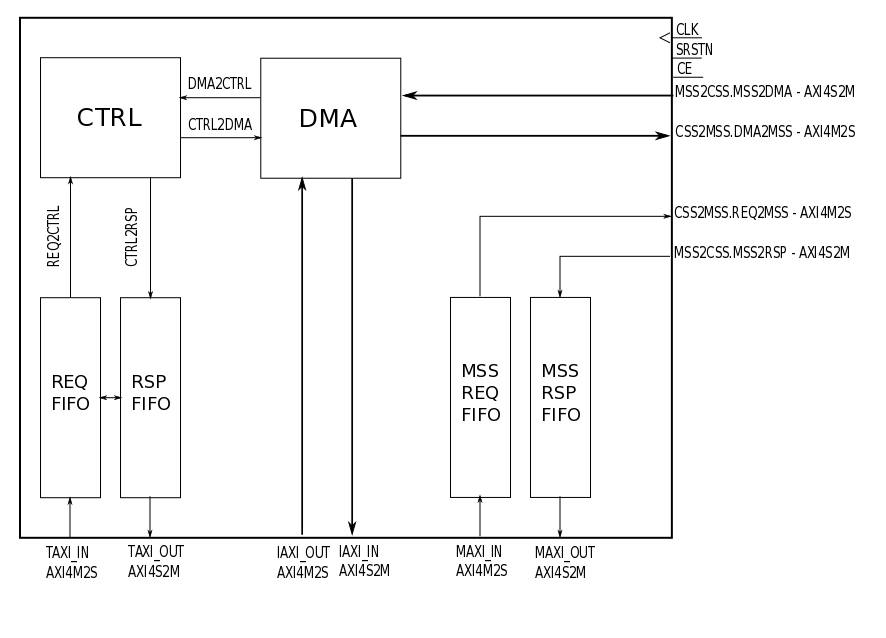 CLK
SRSTN
CE
MSS2CSS.MSS2DMA - AXI4S2M
CSS2MSS.DMA2MSS - AXI4M2S
CSS2MSS.REQ2MSS - AXI4M2S
MSS2CSS.MSS2RSP - AXI4S2M
CTRL
DMA2CTRL
CTRL2DMA
DMA
REQ2CTRL
CTRL2RSP
REQ
FIFO
RSP
FIFO
MSS
REQ
FIFO
MSS
RSP
FIFO
TAXI_IN
AXI4M2S
TAXI_OUT
AXI4S2M
IAXI_OUT
AXI4M2S
IAXI_IN
AXI4S2M
MAXI_IN
AXI4M2S
MAXI_OUT
AXI4S2M